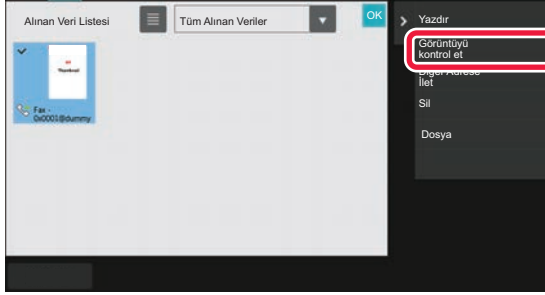 Alınan Veri Listesi
Tüm Alınan Veriler
OK
Yazdır
Görüntüyü
kontrol et
Diğer Adrese
İlet
Sil
Dosya
Thumbnail
Fax -
0x0001@dummy